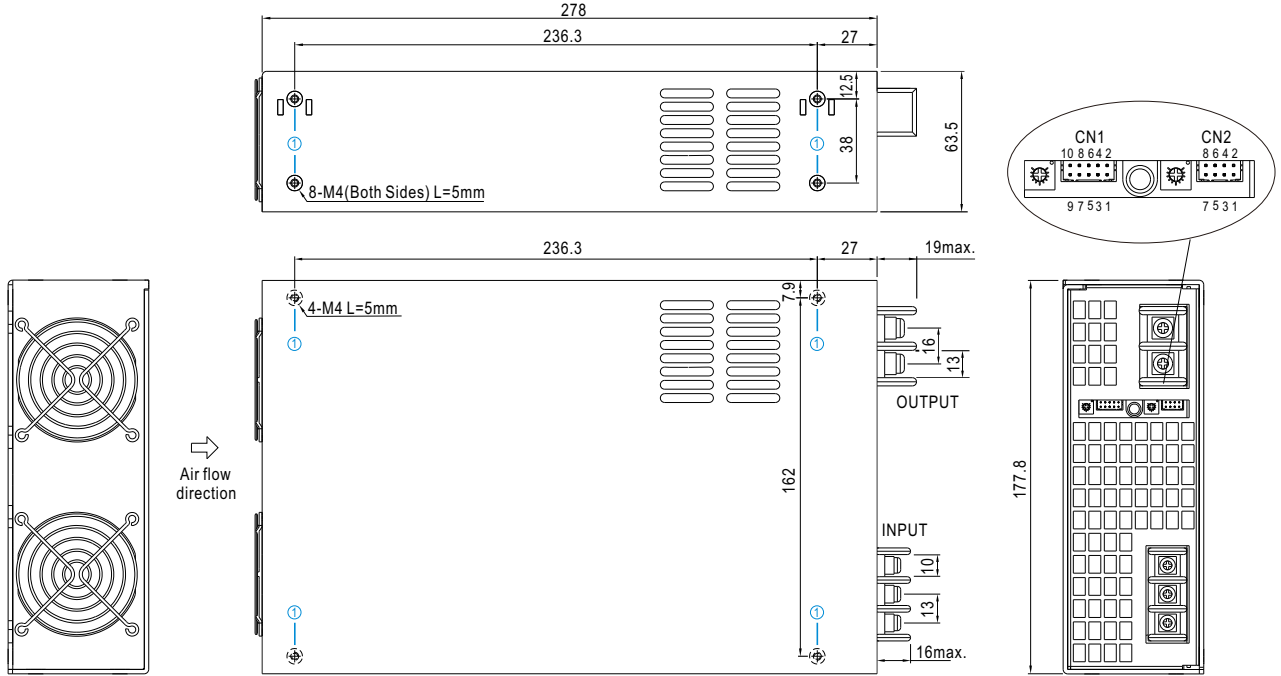 278
236.3
27
12.5
38
63.5
①
①
8-M4(Both Sides) L=5mm
CN1
CN2
10 8 6 4 2
8 6 4 2
9 7 5 3 1
7 5 3 1
236.3
27
19max.
7.9
4-M4 L=5mm
①
①
16
13
OUTPUT
Air flow
direction
162
177.8
INPUT
10
13
①
①
16max.